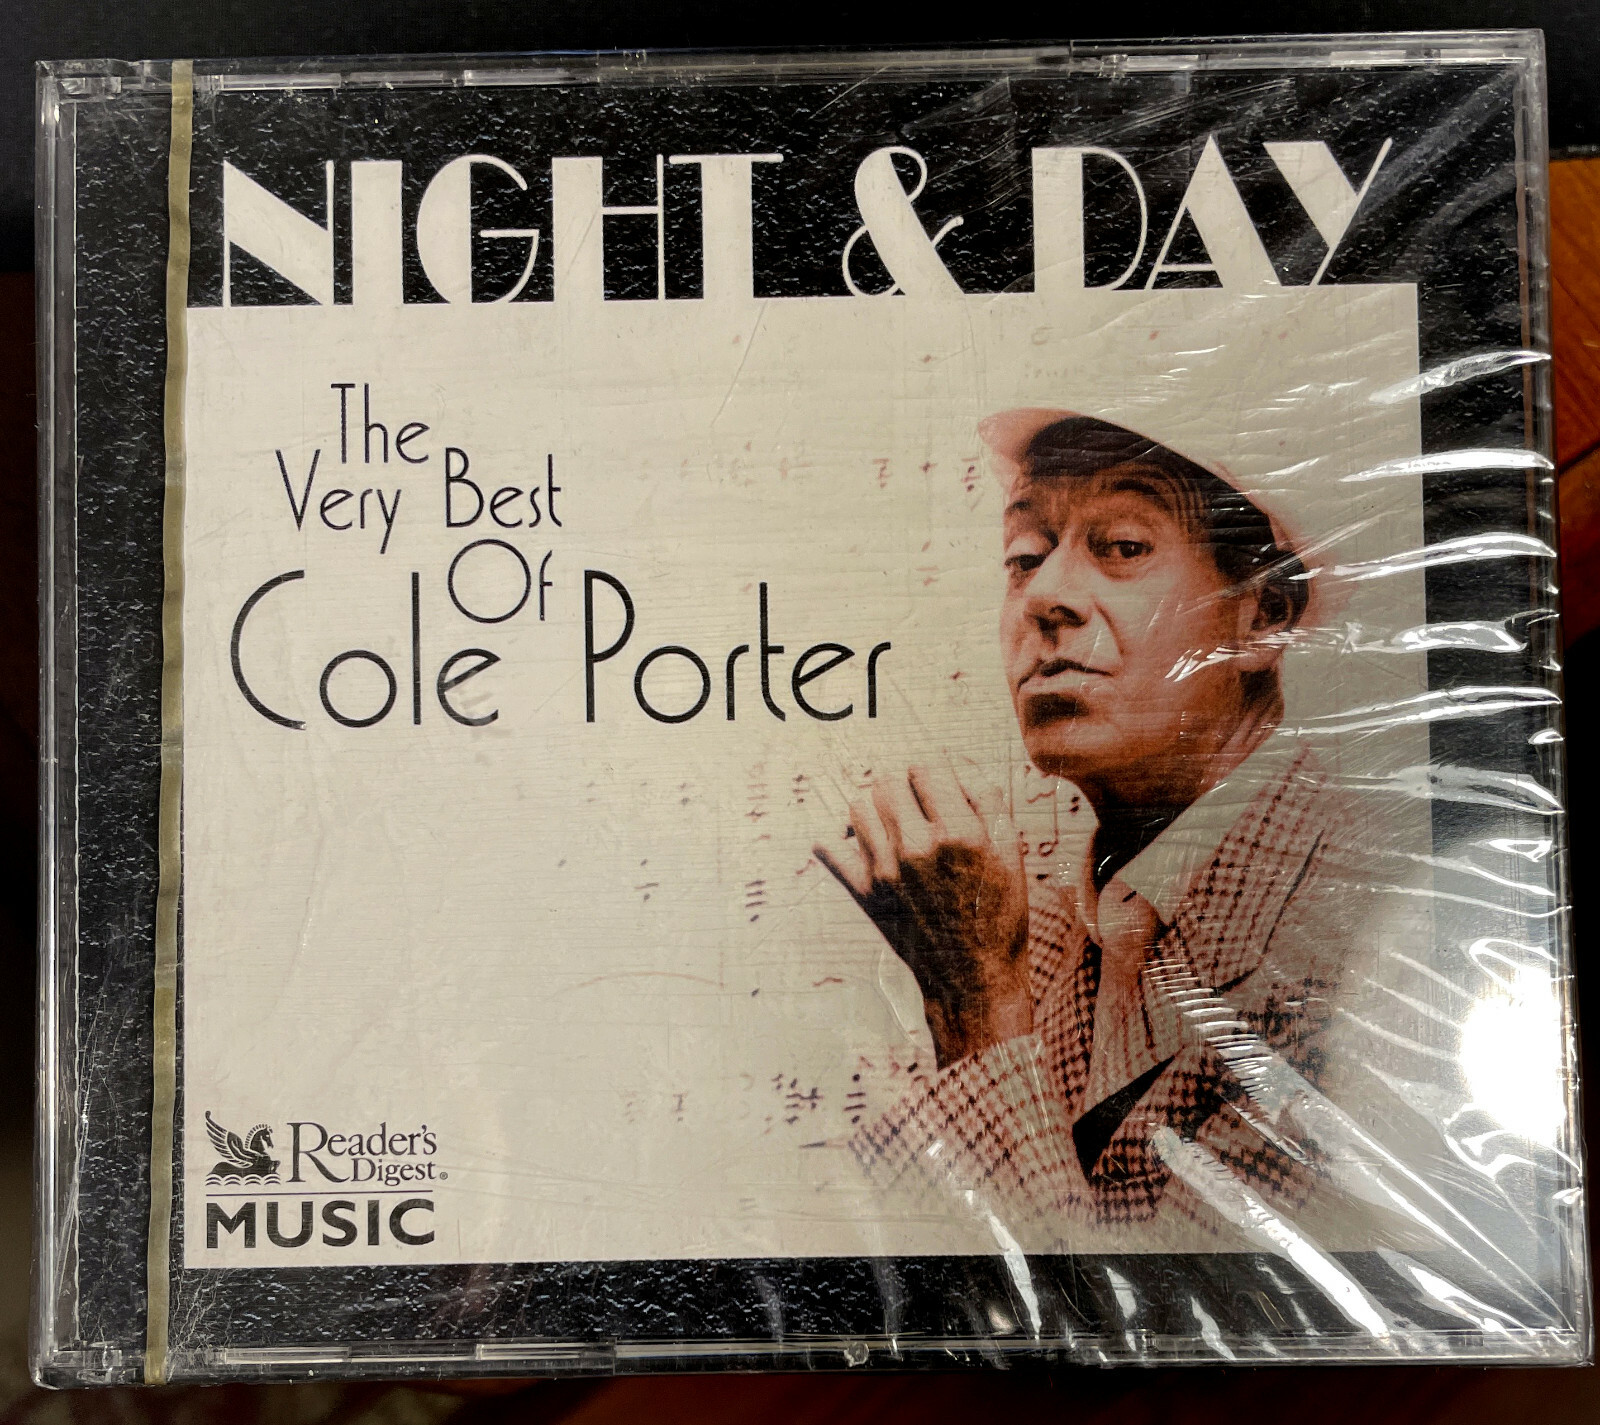 NIGHT & DAY
The
Very Best
Of
Cole Porter
Reader's
Digest®
MUSIC